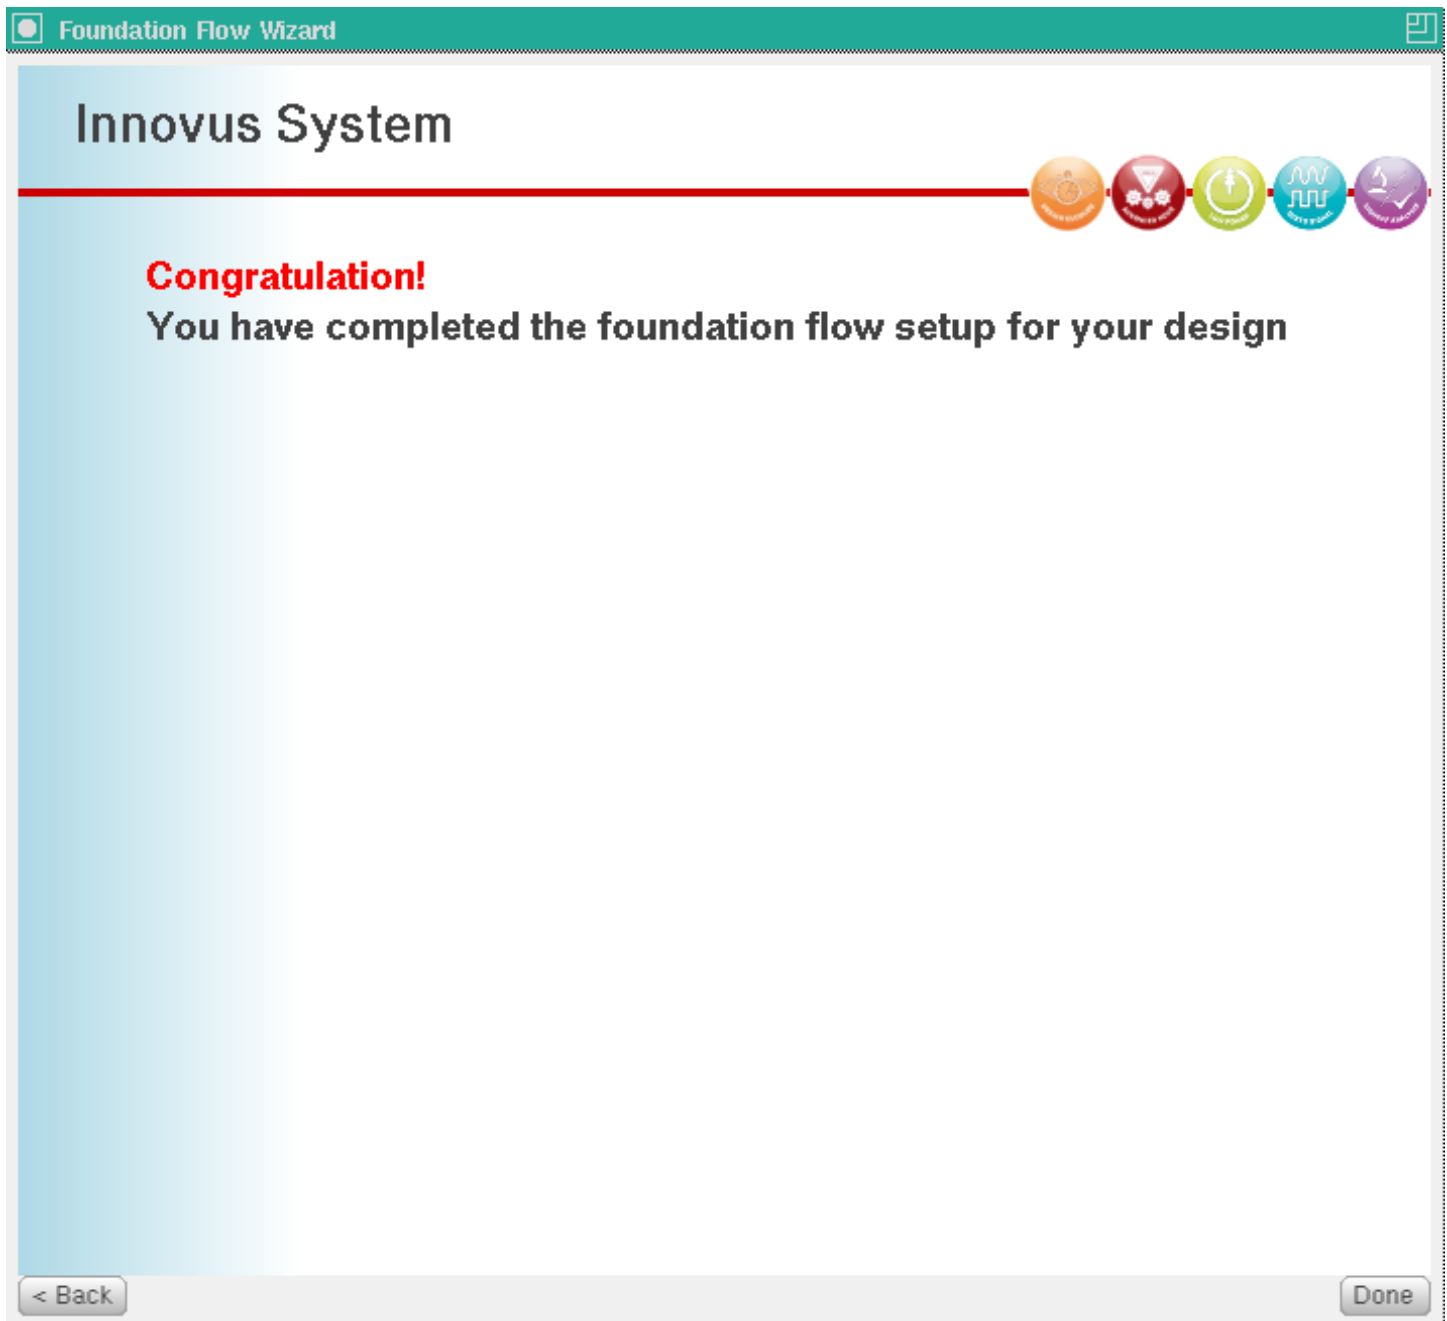 Foundation Flow Wizard
Innovus System
Congratulation!
You have completed the foundation flow setup for your design
< Back
Done